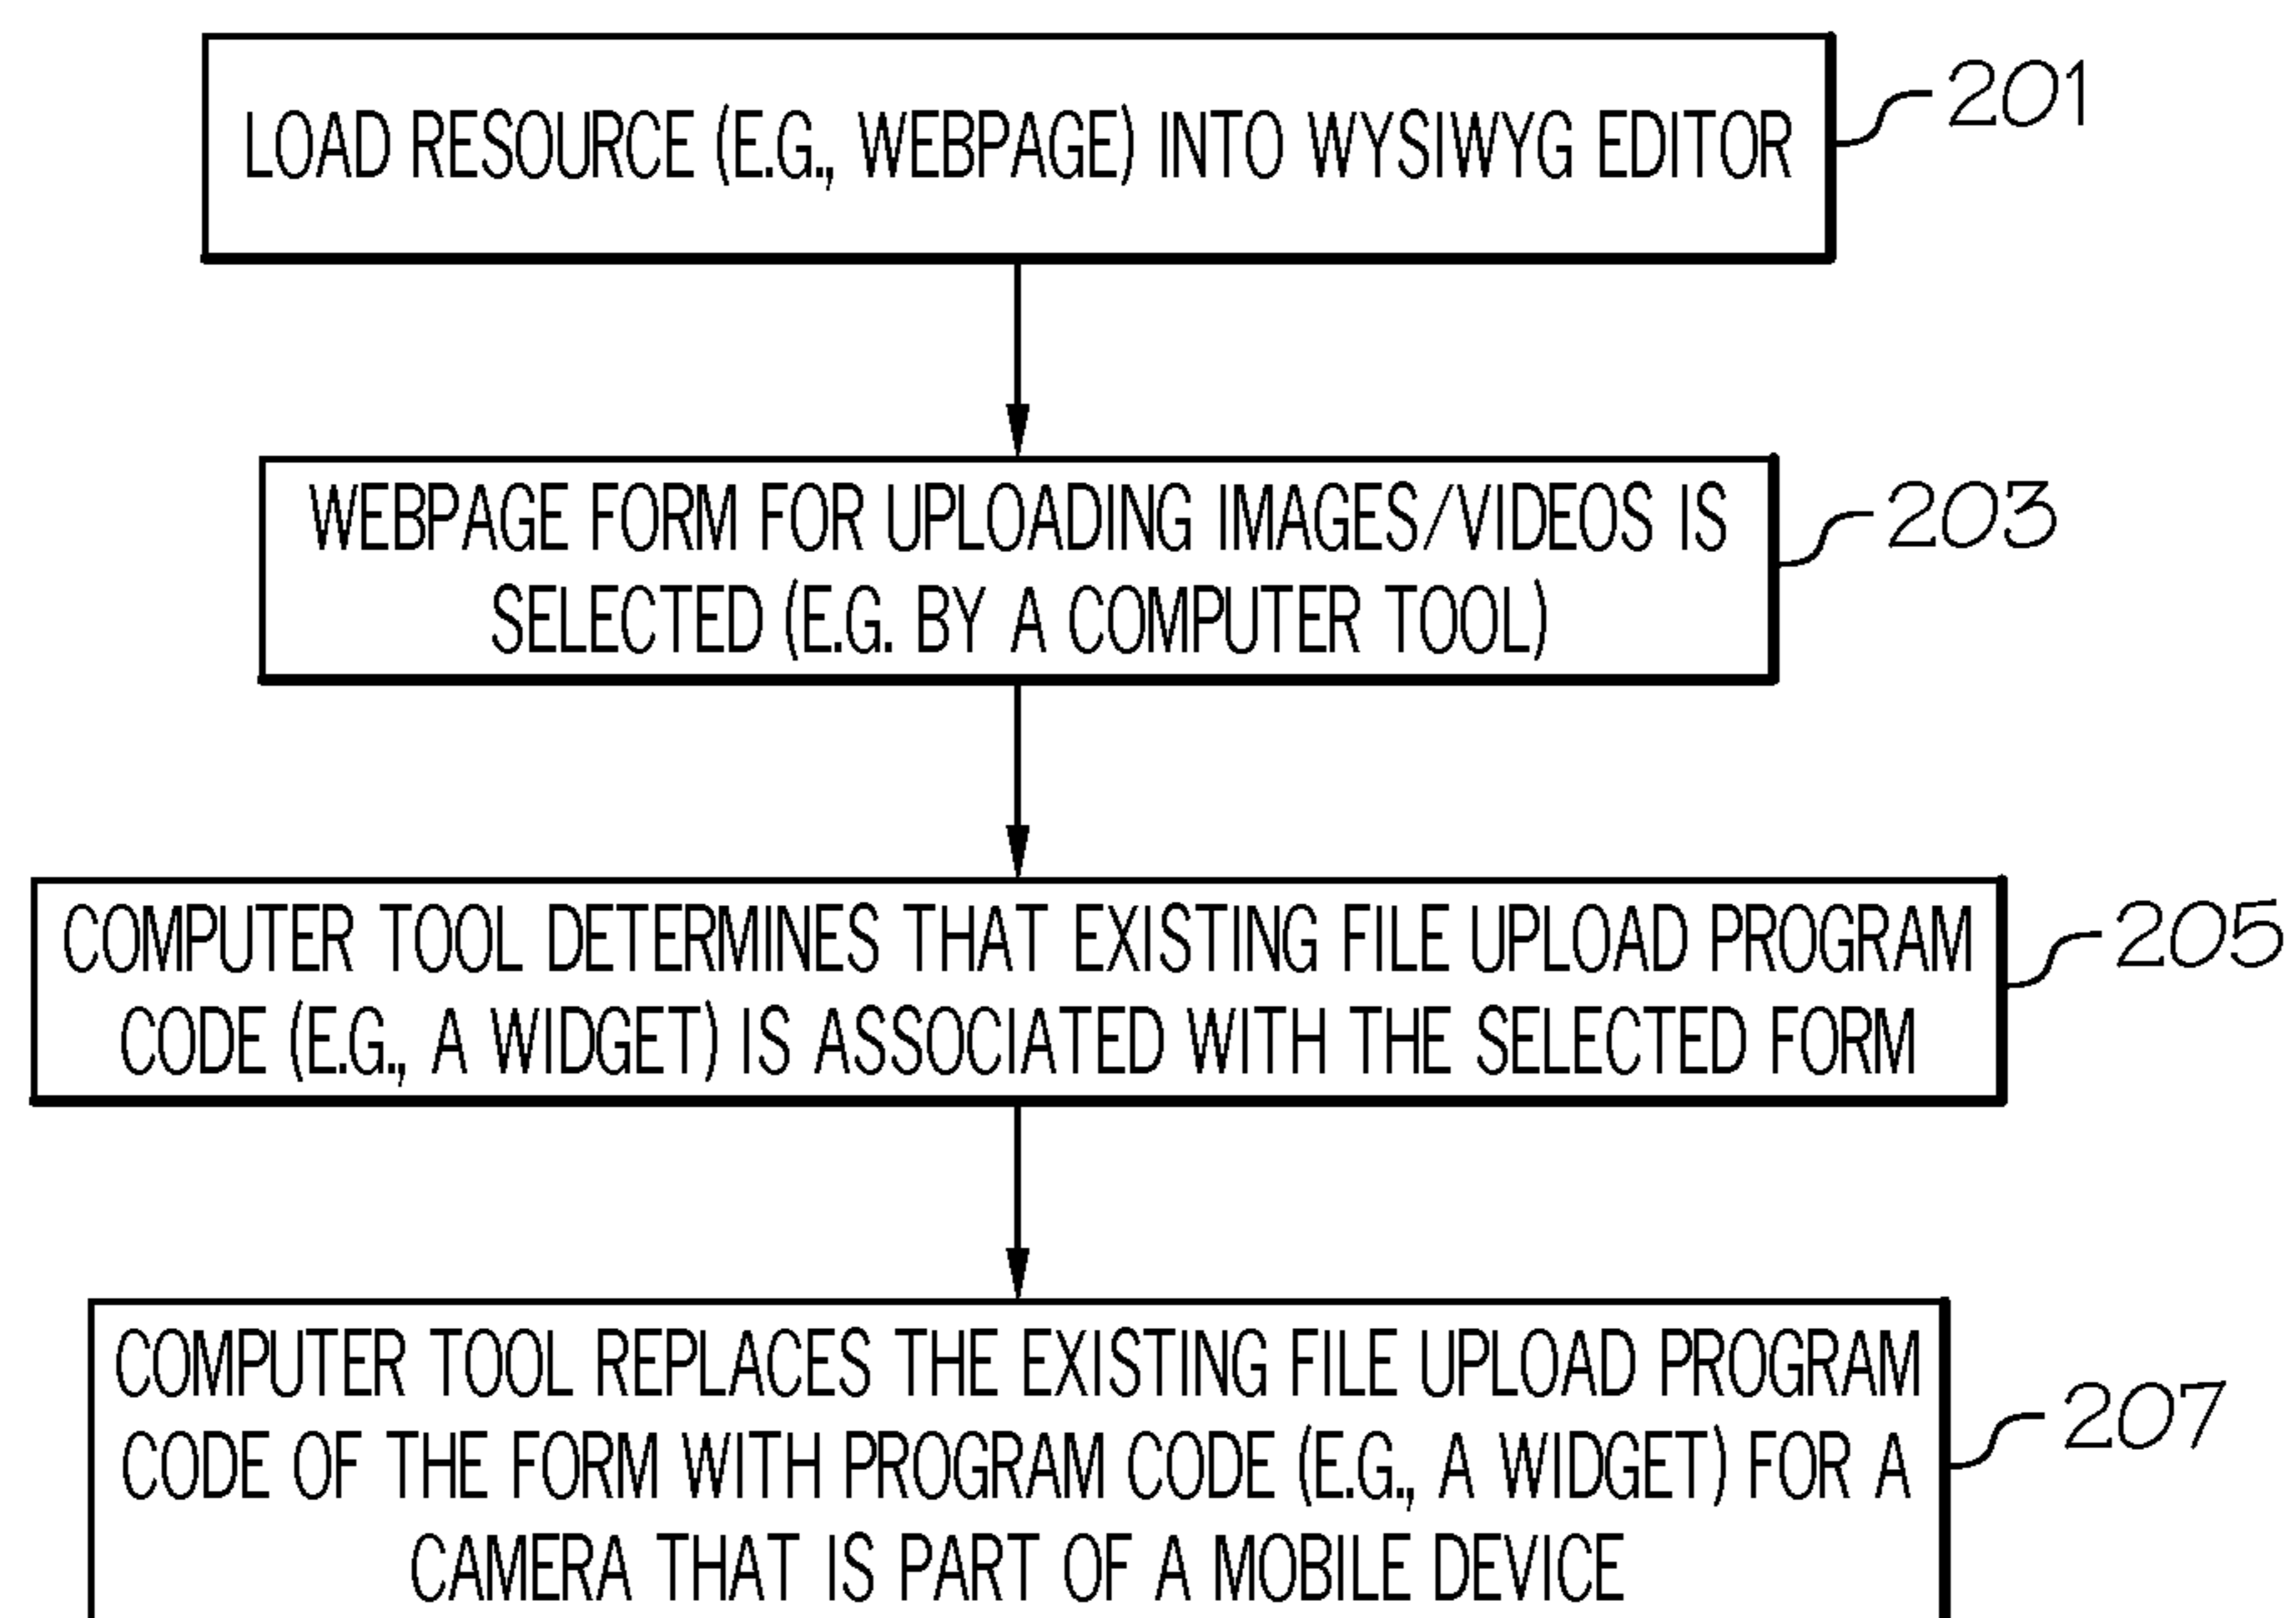 LOAD RESOURCE (E.G., WEBPAGE) INTO WYSIWYG EDITOR
201
WEBPAGE FORM FOR UPLOADING IMAGES/VIDEOS IS
SELECTED (E.G. BY A COMPUTER TOOL)
203
COMPUTER TOOL DETERMINES THAT EXISTING FILE UPLOAD PROGRAM
CODE (E.G., A WIDGET) IS ASSOCIATED WITH THE SELECTED FORM
205
COMPUTER TOOL REPLACES THE EXISTING FILE UPLOAD PROGRAM
CODE OF THE FORM WITH PROGRAM CODE (E.G., A WIDGET) FOR A
CAMERA THAT IS PART OF A MOBILE DEVICE
207